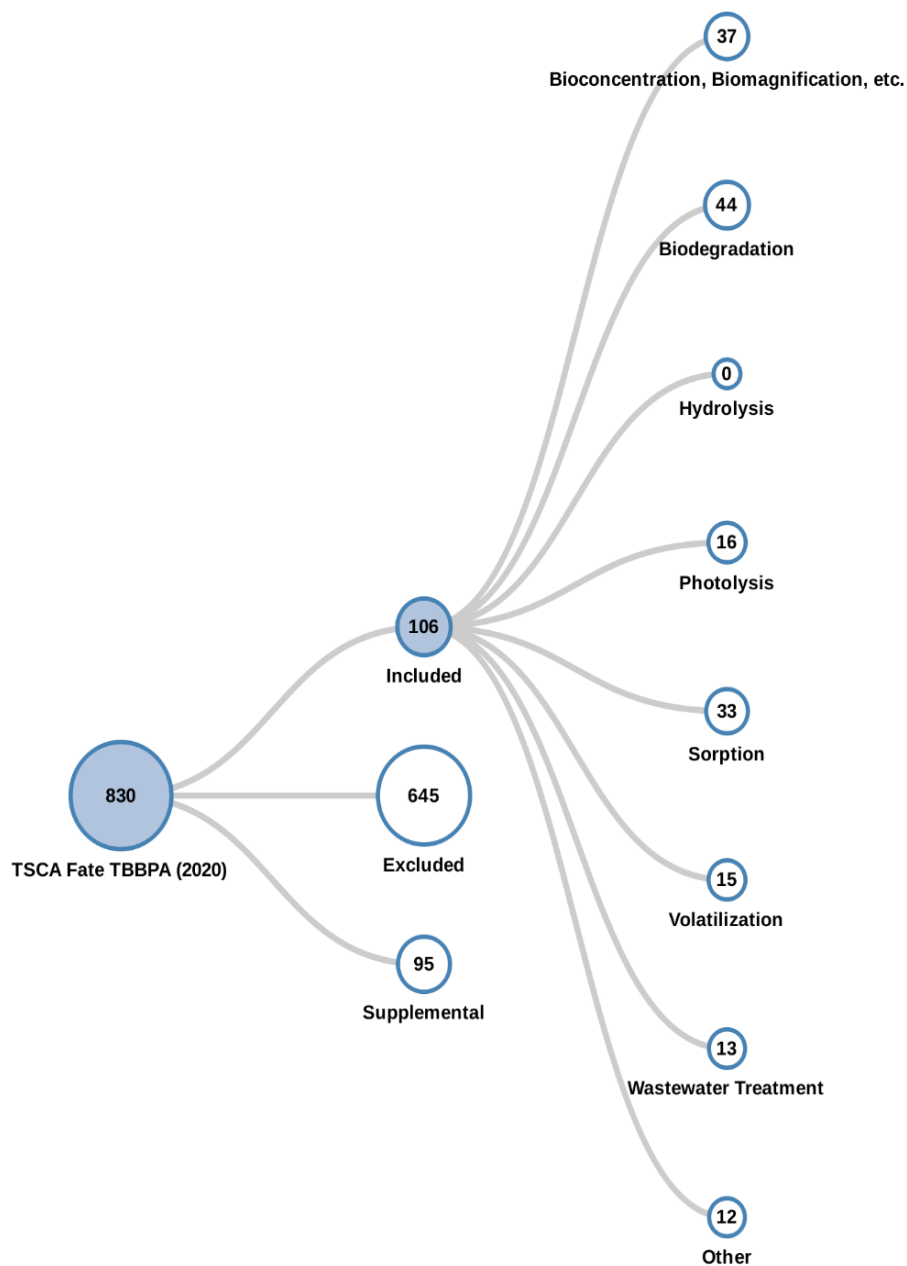 37
Bioconcentration, Biomagnification, etc.
44
Biodegradation
0
Hydrolysis
16
Photolysis
106
Included
33
Sorption
830
TSCA Fate TBBPA (2020)
645
Excluded
15
Volatilization
95
Supplemental
13
Wastewater Treatment
12
Other